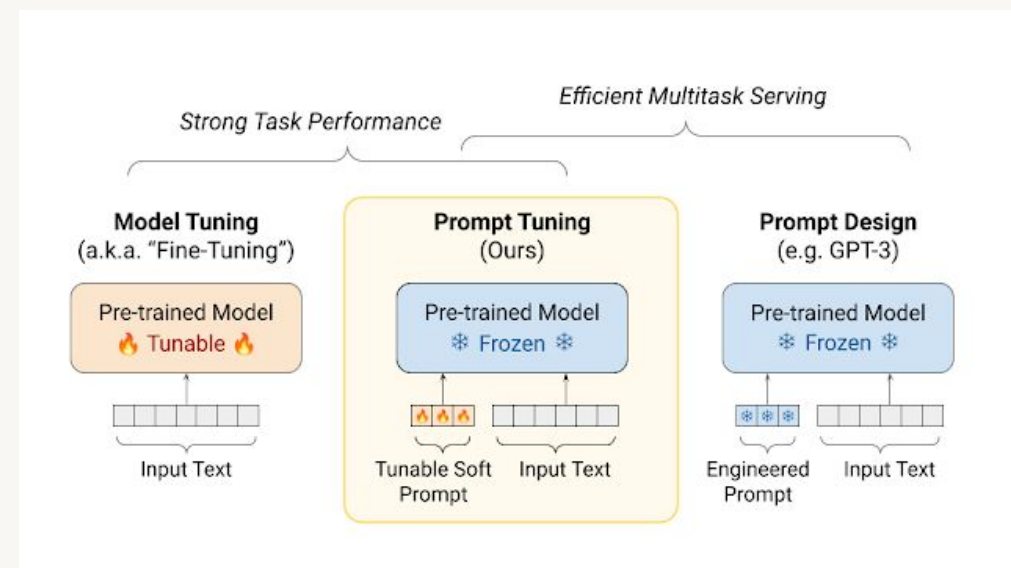 Efficient Multitask Serving
Strong Task Performance
Model Tuning
(a.k.a. “Fine-Tuning”)
Pre-trained Model
🔥 Tunable 🔥
Input Text
Prompt Tuning
(Ours)
Pre-trained Model
❄ Frozen ❄
Tunable Soft
Prompt
Input Text
Prompt Design
(e.g. GPT-3)
Pre-trained Model
❄ Frozen ❄
Engineered
Prompt
Input Text